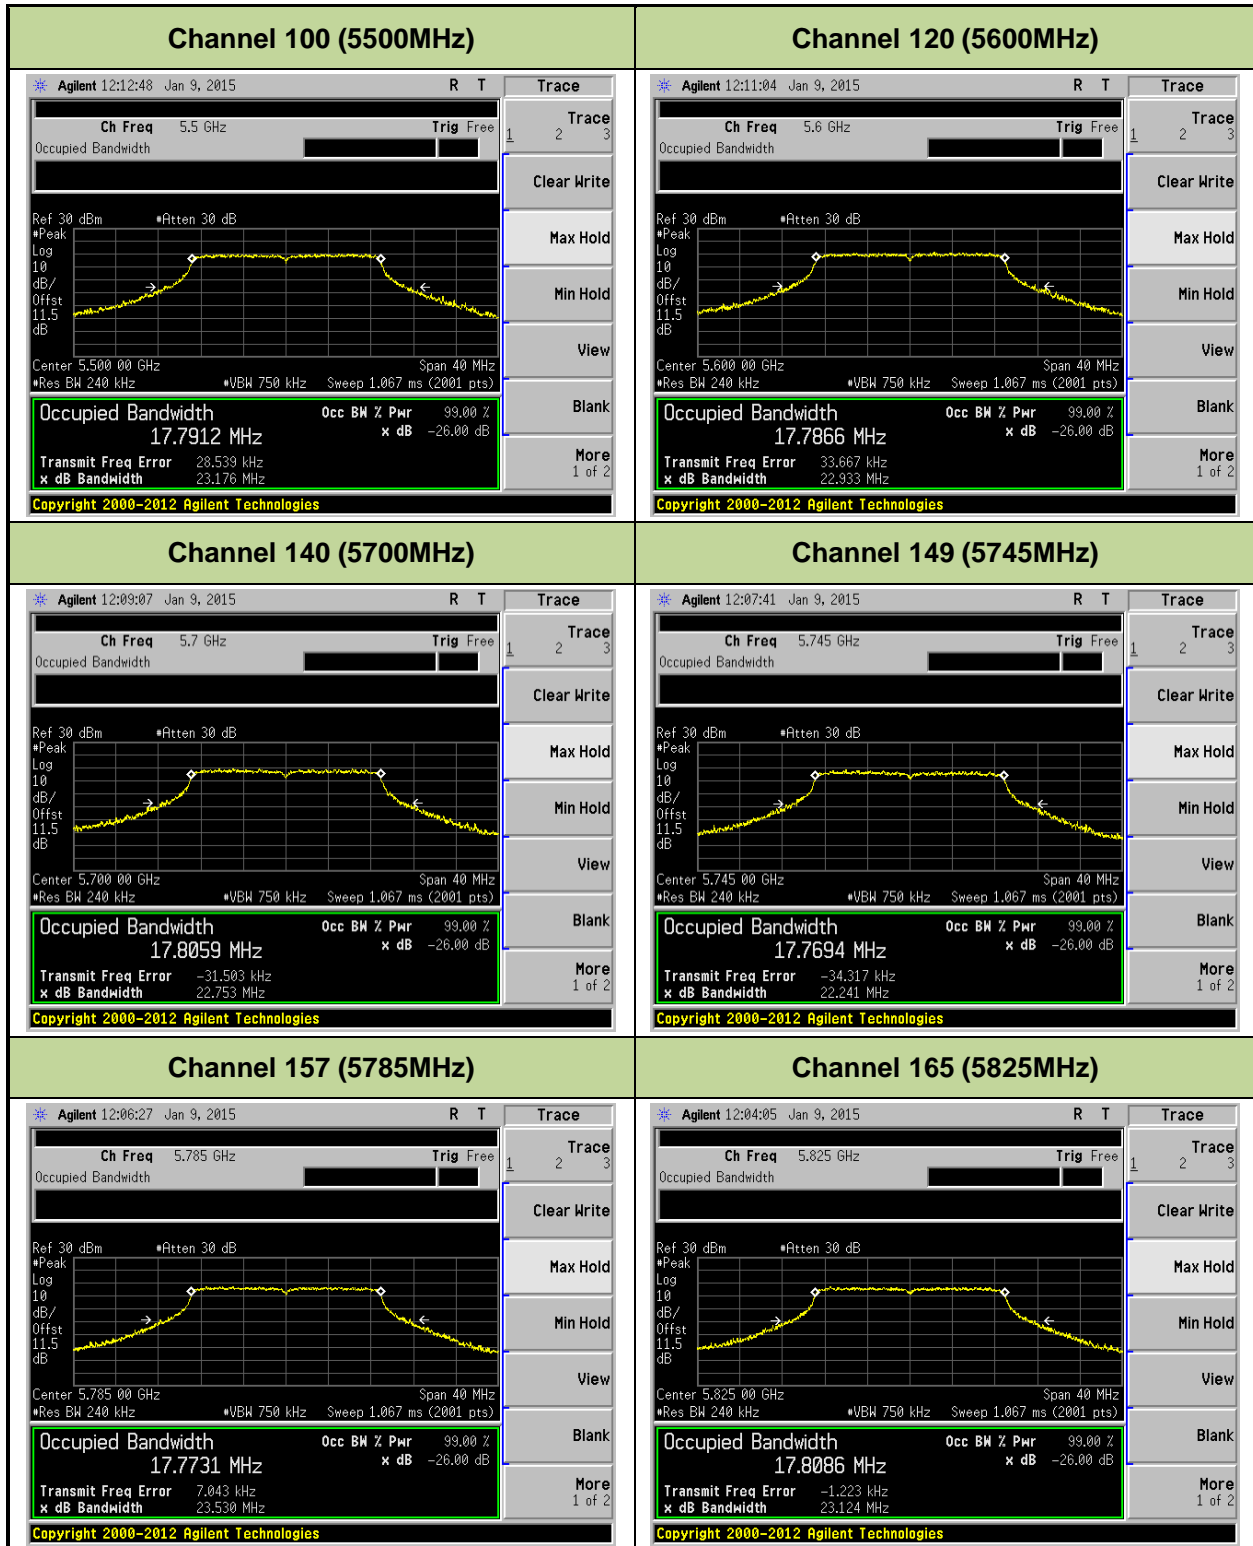 Channel 100 (5500MHz)
Agilent 12:12:48 Jan 9, 2015 R T
Trace
Ch Freq 5.5 GHz Trig Free
Occupied Bandwidth
Trace
1 2 3
Clear Write
Max Hold
Min Hold
View
Blank
More
1 of 2
Ref 30 dBm #Atten 30 dB
#Peak
Log
10
dB/
Offst
11.5
dB
Center 5.500 00 GHz Span 40 MHz
#Res BW 240 kHz #VBW 750 kHz Sweep 1.067 ms (2001 pts)
Occupied Bandwidth Occ BW % Pwr 99.00 %
17.7912 MHz x dB -26.00 dB
Transmit Freq Error 28.539 kHz
x dB Bandwidth 23.176 MHz
Copyright 2000-2012 Agilent Technologies
Channel 120 (5600MHz)
Agilent 12:11:04 Jan 9, 2015 R T
Trace
Ch Freq 5.6 GHz Trig Free
Occupied Bandwidth
Trace
1 2 3
Clear Write
Max Hold
Min Hold
View
Blank
More
1 of 2
Ref 30 dBm #Atten 30 dB
#Peak
Log
10
dB/
Offst
11.5
dB
Center 5.600 00 GHz Span 40 MHz
#Res BW 240 kHz #VBW 750 kHz Sweep 1.067 ms (2001 pts)
Occupied Bandwidth Occ BW % Pwr 99.00 %
17.7866 MHz x dB -26.00 dB
Transmit Freq Error 33.667 kHz
x dB Bandwidth 22.933 MHz
Copyright 2000-2012 Agilent Technologies
Channel 140 (5700MHz)
Agilent 12:09:07 Jan 9, 2015 R T
Trace
Ch Freq 5.7 GHz Trig Free
Occupied Bandwidth
Trace
1 2 3
Clear Write
Max Hold
Min Hold
View
Blank
More
1 of 2
Ref 30 dBm #Atten 30 dB
#Peak
Log
10
dB/
Offst
11.5
dB
Center 5.700 00 GHz Span 40 MHz
#Res BW 240 kHz #VBW 750 kHz Sweep 1.067 ms (2001 pts)
Occupied Bandwidth Occ BW % Pwr 99.00 %
17.8059 MHz x dB -26.00 dB
Transmit Freq Error -31.503 kHz
x dB Bandwidth 22.753 MHz
Copyright 2000-2012 Agilent Technologies
Channel 149 (5745MHz)
Agilent 12:07:41 Jan 9, 2015 R T
Trace
Ch Freq 5.745 GHz Trig Free
Occupied Bandwidth
Trace
1 2 3
Clear Write
Max Hold
Min Hold
View
Blank
More
1 of 2
Ref 30 dBm #Atten 30 dB
#Peak
Log
10
dB/
Offst
11.5
dB
Center 5.745 00 GHz Span 40 MHz
#Res BW 240 kHz #VBW 750 kHz Sweep 1.067 ms (2001 pts)
Occupied Bandwidth Occ BW % Pwr 99.00 %
17.7694 MHz x dB -26.00 dB
Transmit Freq Error -34.317 kHz
x dB Bandwidth 22.241 MHz
Copyright 2000-2012 Agilent Technologies
Channel 157 (5785MHz)
Agilent 12:06:27 Jan 9, 2015 R T
Trace
Ch Freq 5.785 GHz Trig Free
Occupied Bandwidth
Trace
1 2 3
Clear Write
Max Hold
Min Hold
View
Blank
More
1 of 2
Ref 30 dBm #Atten 30 dB
#Peak
Log
10
dB/
Offst
11.5
dB
Center 5.785 00 GHz Span 40 MHz
#Res BW 240 kHz #VBW 750 kHz Sweep 1.067 ms (2001 pts)
Occupied Bandwidth Occ BW % Pwr 99.00 %
17.7731 MHz x dB -26.00 dB
Transmit Freq Error 7.043 kHz
x dB Bandwidth 23.530 MHz
Copyright 2000-2012 Agilent Technologies
Channel 165 (5825MHz)
Agilent 12:04:05 Jan 9, 2015 R T
Trace
Ch Freq 5.825 GHz Trig Free
Occupied Bandwidth
Trace
1 2 3
Clear Write
Max Hold
Min Hold
View
Blank
More
1 of 2
Ref 30 dBm #Atten 30 dB
#Peak
Log
10
dB/
Offst
11.5
dB
Center 5.825 00 GHz Span 40 MHz
#Res BW 240 kHz #VBW 750 kHz Sweep 1.067 ms (2001 pts)
Occupied Bandwidth Occ BW % Pwr 99.00 %
17.8086 MHz x dB -26.00 dB
Transmit Freq Error -1.223 kHz
x dB Bandwidth 23.124 MHz
Copyright 2000-2012 Agilent Technologies